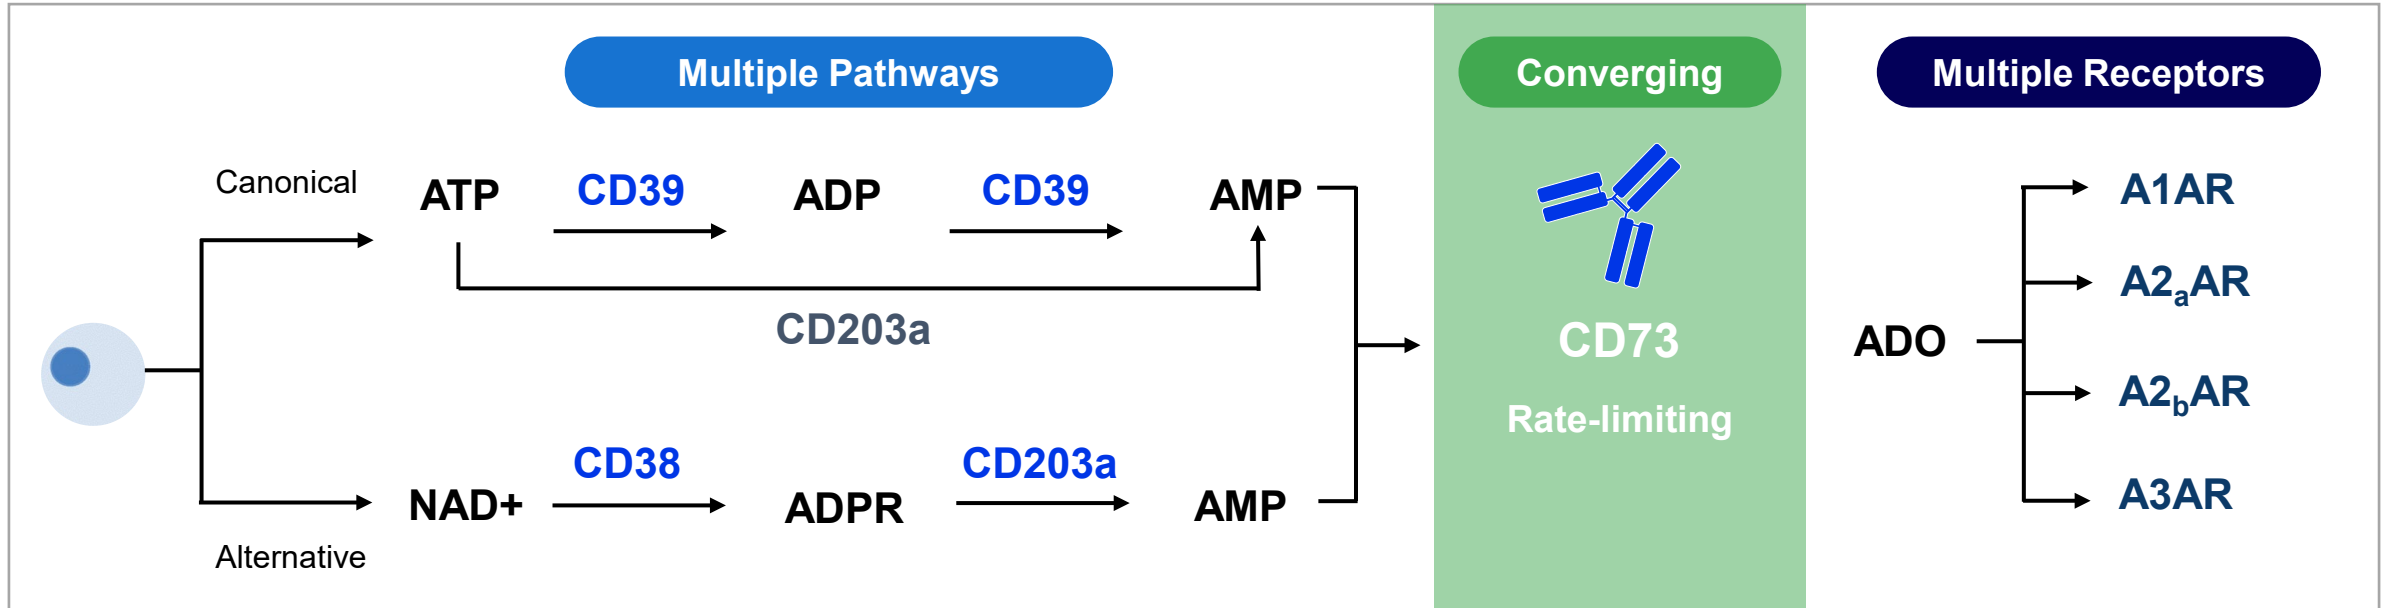 Multiple Pathways
Converging
Multiple Receptors
Canonical
ATP
CD39
ADP
CD39
AMP
CD203a
NAD+
CD38
ADPR
CD203a
AMP
Alternative
CD73
Rate-limiting
ADO
A1AR
A2aAR
A2bAR
A3AR